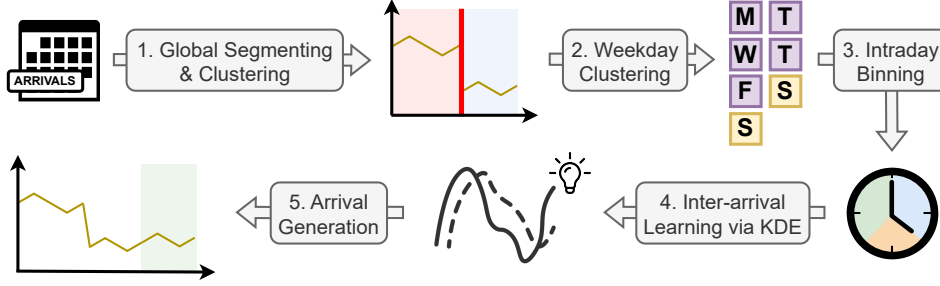 ARRIVALS
1. Global Segmenting
& Clustering
2. Weekday
Clustering
M T
W T
F S
S
3. Intraday
Binning
4. Inter-arrival
Learning via KDE
5. Arrival
Generation